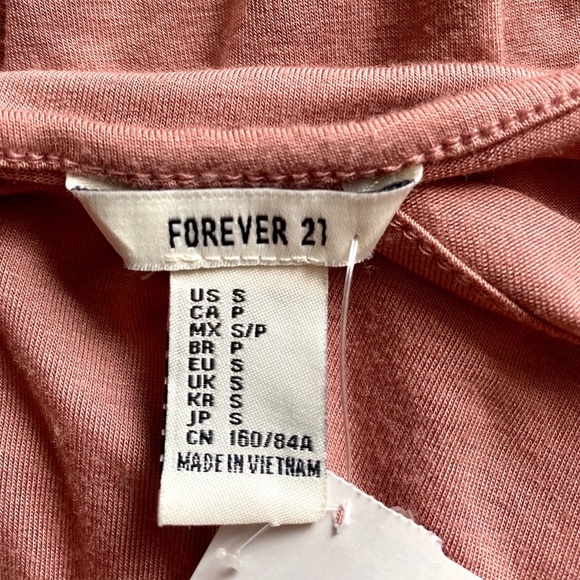 FOREVER 21
US S
CA P
MX S/P
BR P
EU S
UK S
KR S
JP S
CN 160/84A
MADE IN VIETNAM